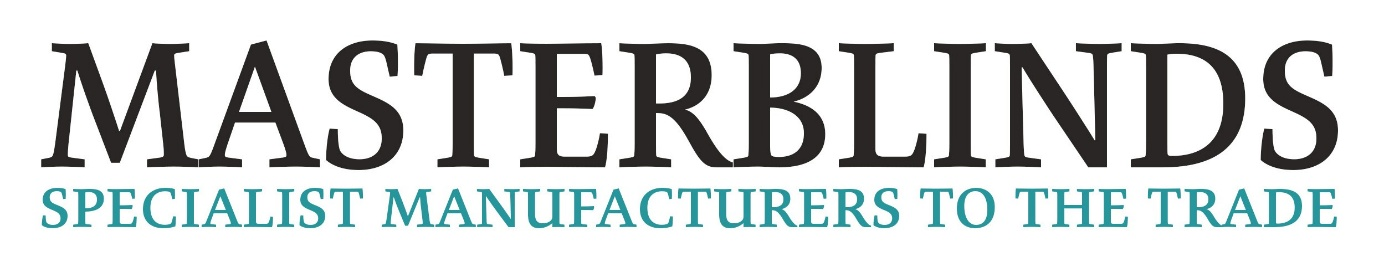 MASTERBLINDS
SPECIALIST MANUFACTURERS TO THE TRADE